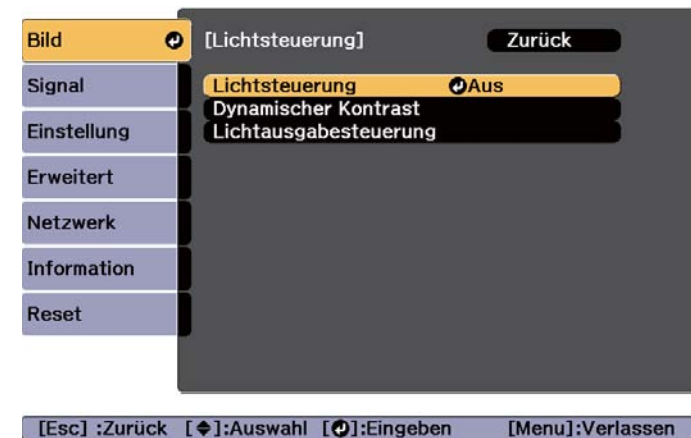 Bild
Signal
Einstellung
Erweitert
Netzwerk
Information
Reset
[Lichtsteuerung] Zurück
Lichtsteuerung Aus
Dynamischer Kontrast
Lichtausgabesteuerung
[Esc] :Zurück [◆]:Auswahl [↵]:Eingeben [Menu]:Verlassen